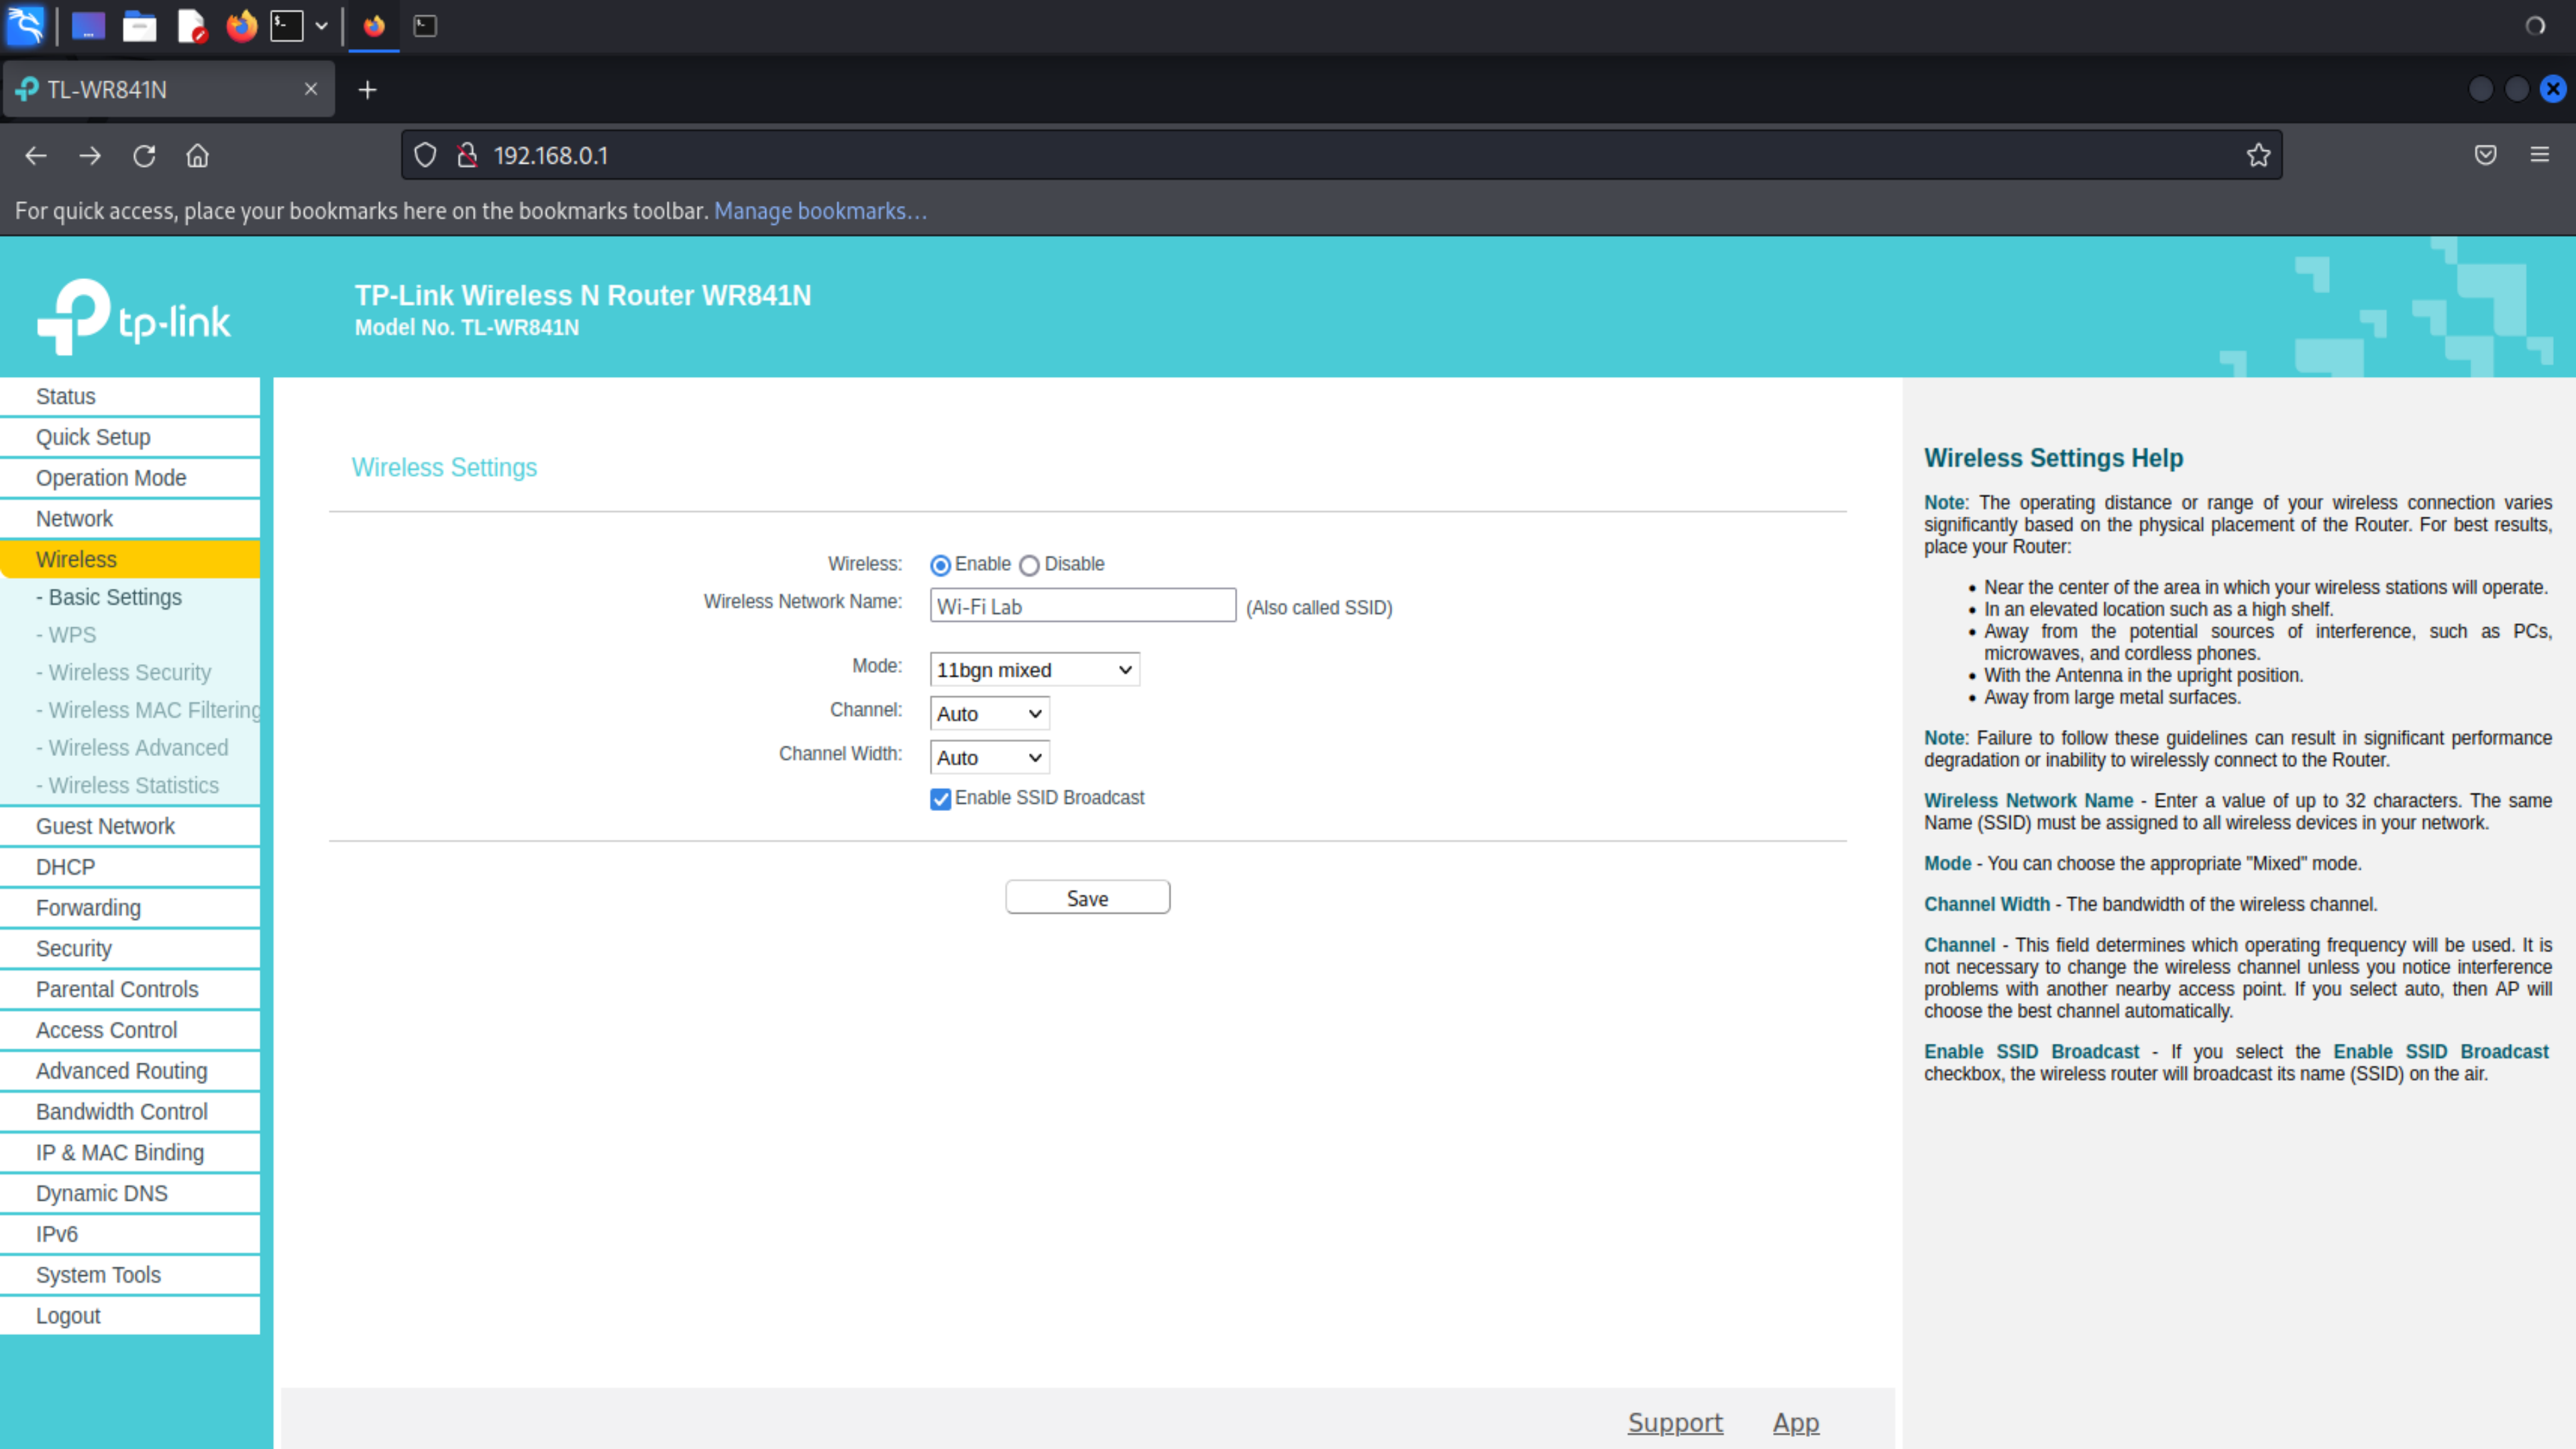 TL-WR841N
192.168.0.1
For quick access, place your bookmarks here on the bookmarks toolbar. Manage bookmarks...
tp-link
TP-Link Wireless N Router WR841N
Model No. TL-WR841N
Status
Quick Setup
Operation Mode
Network
Wireless
- Basic Settings
- WPS
- Wireless Security
- Wireless MAC Filtering
- Wireless Advanced
- Wireless Statistics
Guest Network
DHCP
Forwarding
Security
Parental Controls
Access Control
Advanced Routing
Bandwidth Control
IP & MAC Binding
Dynamic DNS
IPv6
System Tools
Logout
Wireless Settings
Wireless: Enable Disable
Wireless Network Name: Wi-Fi Lab (Also called SSID)
Mode: 11bgn mixed
Channel: Auto
Channel Width: Auto
Enable SSID Broadcast
Save
Support App
Wireless Settings Help
Note: The operating distance or range of your wireless connection varies
significantly based on the physical placement of the Router. For best results,
place your Router:
• Near the center of the area in which your wireless stations will operate.
• In an elevated location such as a high shelf.
• Away from the potential sources of interference, such as PCs,
microwaves, and cordless phones.
• With the Antenna in the upright position.
• Away from large metal surfaces.
Note: Failure to follow these guidelines can result in significant performance
degradation or inability to wirelessly connect to the Router.
Wireless Network Name - Enter a value of up to 32 characters. The same
Name (SSID) must be assigned to all wireless devices in your network.
Mode - You can choose the appropriate "Mixed" mode.
Channel Width - The bandwidth of the wireless channel.
Channel - This field determines which operating frequency will be used. It is
not necessary to change the wireless channel unless you notice interference
problems with another nearby access point. If you select auto, then AP will
choose the best channel automatically.
Enable SSID Broadcast - If you select the Enable SSID Broadcast
checkbox, the wireless router will broadcast its name (SSID) on the air.